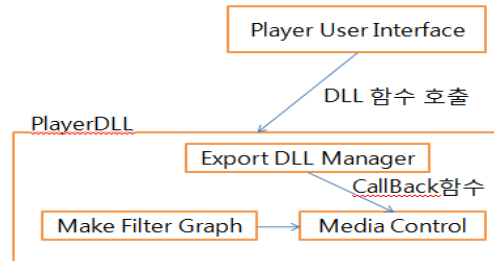 Player User Interface
DLL 함수 호출
PlayerDLL
Export DLL Manager
CallBack함수
Make Filter Graph
Media Control